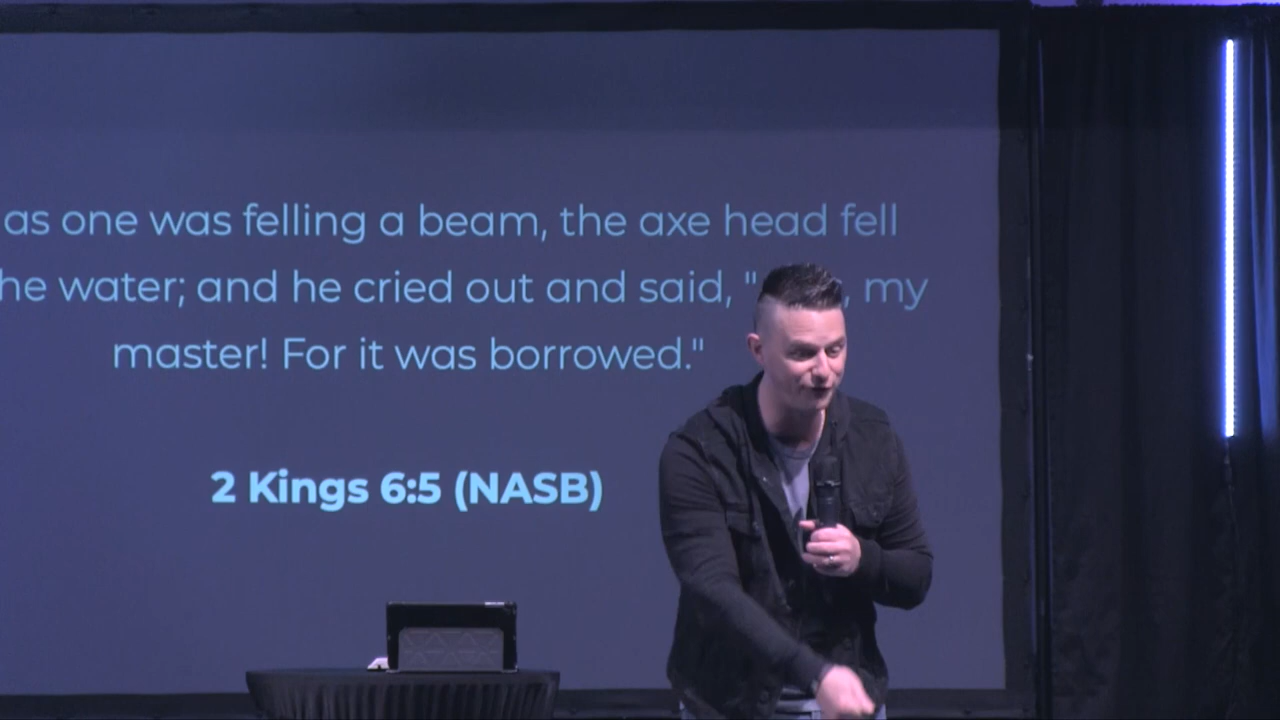 as one was felling a beam, the axe head fell
he water; and he cried out and said, " , my
master! For it was borrowed."
2 Kings 6:5 (NASB)